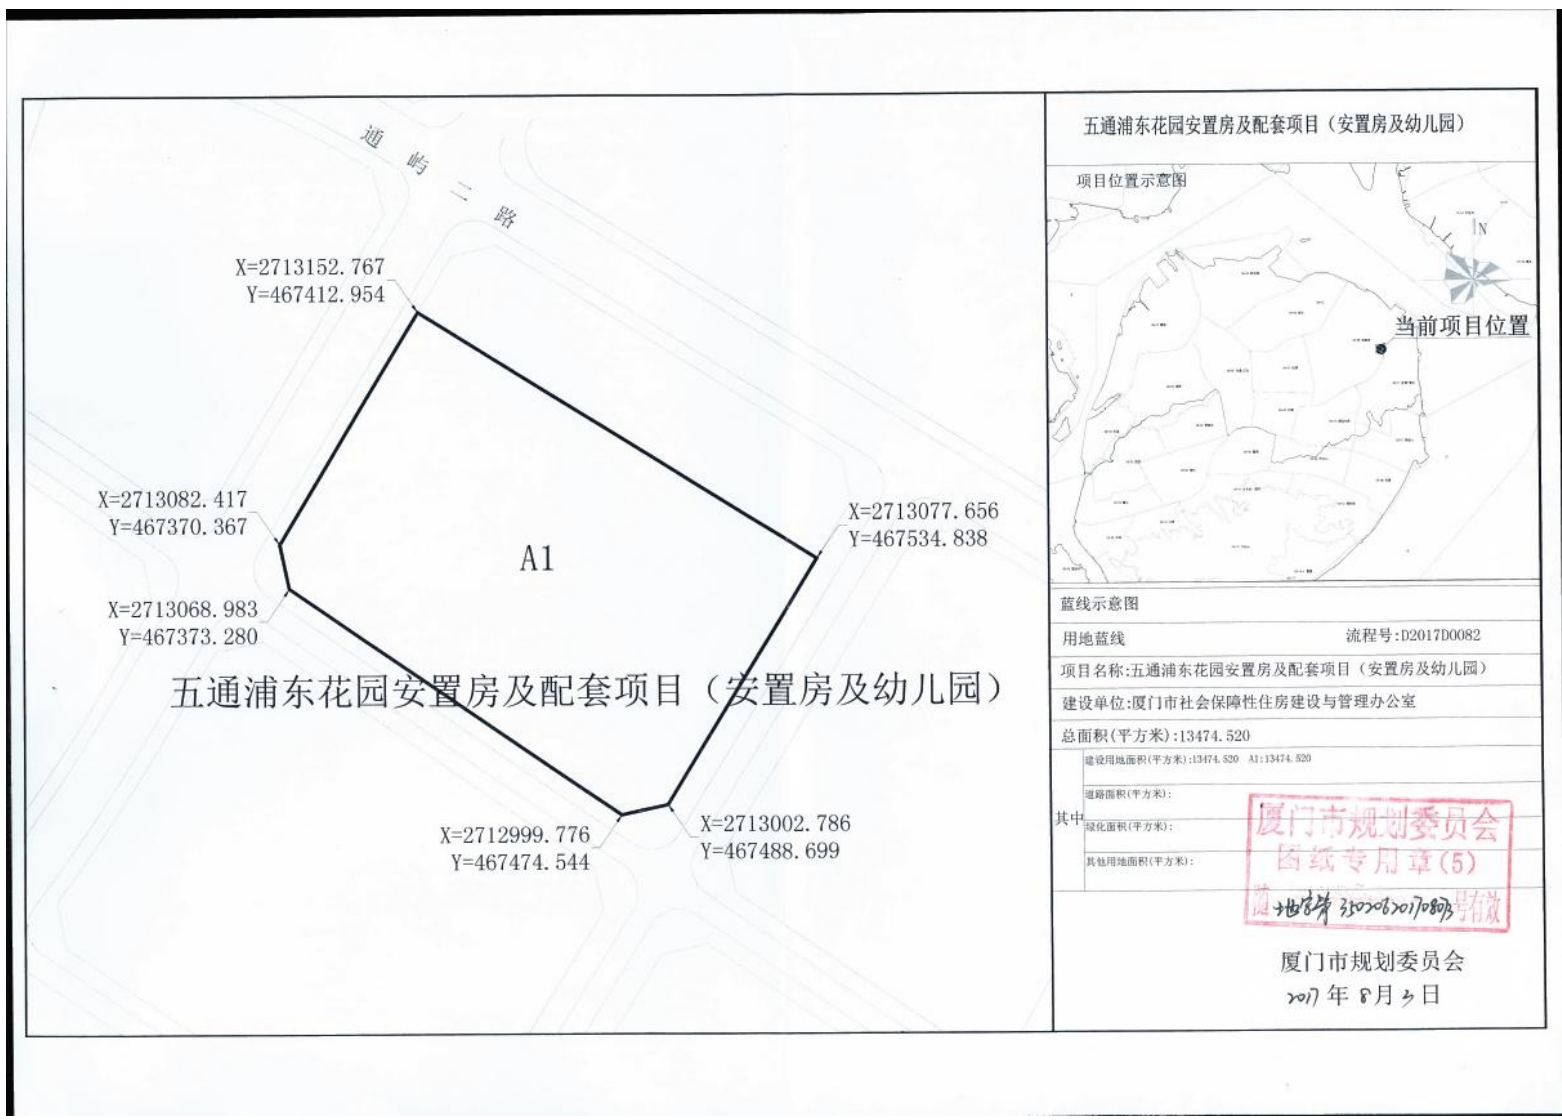 通屿二路
X=2713152.767
Y=467412.954
X=2713082.417
Y=467370.367
X=2713077.656
Y=467534.838
A1
X=2713068.983
Y=467373.280
五通浦东花园安置房及配套项目（安置房及幼儿园）
X=2712999.776
Y=467474.544
X=2713002.786
Y=467488.699
五通浦东花园安置房及配套项目（安置房及幼儿园）
项目位置示意图
N
当前项目位置
蓝线示意图
用地蓝线 流程号:D2017D0082
项目名称:五通浦东花园安置房及配套项目（安置房及幼儿园）
建设单位:厦门市社会保障性住房建设与管理办公室
总面积(平方米):13474.520
其中
建设用地面积(平方米):13474.520 A1:13474.520
道路面积(平方米):
绿化面积(平方米):
其他用地面积(平方米):
厦门市规划委员会
图纸专用章(5)
随地字第 号有效
厦门市规划委员会
2017年8月3日